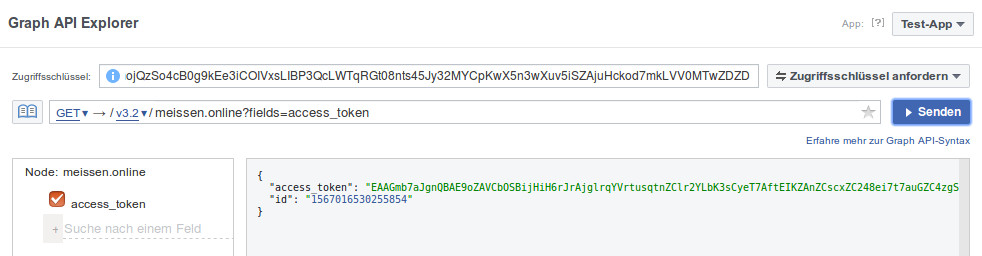 Graph API Explorer
App: [?] Test-App
Zugriffsschlüssel: ojQzSo4cB0g9kEe3iCOlVxsLIBP3QcLWTqRGt08nts45Jy32MYCpKwX5n3wXuv5iSZAjuHckod7mkLVV0MTwZDZD Zugriffsschlüssel anfordern
GET → / v3.2 / meissen.online?fields=access_token Senden
Erfahre mehr zur Graph API-Syntax
Node: meissen.online
access_token
+ Suche nach einem Feld
{
"access_token": "EAAGmb7aJgnQBAE9oZAVCbOSBijHiH6rJrAjglrqYVrtusqtnZClr2YLbK3sCyeT7AftEIKZAnZCscxZC248ei7t7auGZC4zgS
"id": "1567016530255854"
}